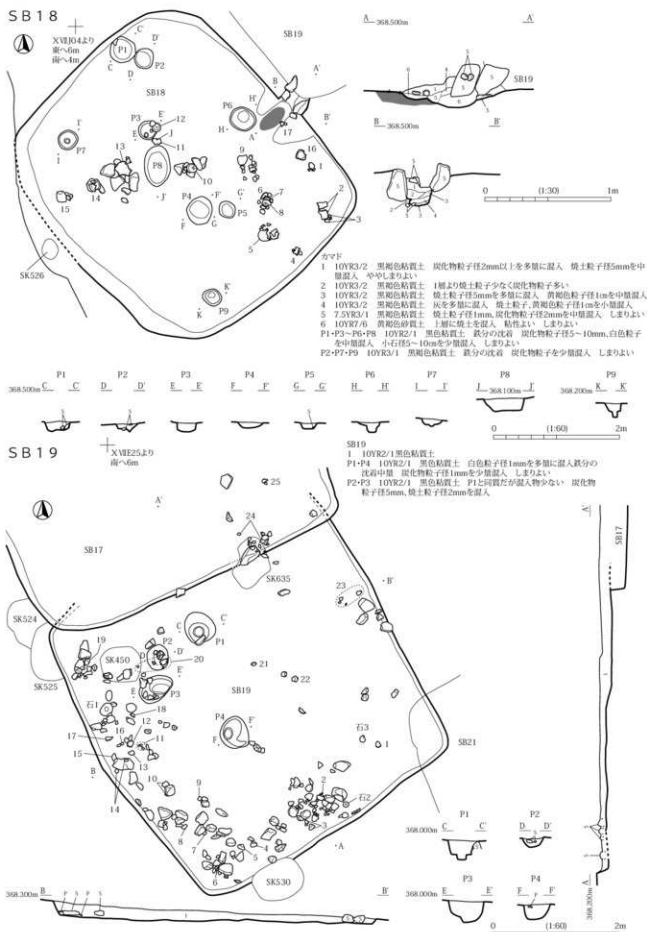 SB18
XⅦJ04より
東へ6m
南へ4m
SB19
SB18
SK526
A 368.500m A'
SB19
B 368.500m B'
0 (1:30) 1m
カマド
1 10YR3/2 黒褐色粘質土 炭化物粒子径2mm以上を多量に混入 焼土粒子径5mmを中量混入 ややしまりよい
2 10YR3/2 黒褐色粘質土 1層より焼土粒子少なく炭化物粒子多い
3 10YR3/2 黒褐色粘質土 焼土粒子径5mmを多量に混入 黄褐色粒子径1cmを中量混入
4 10YR3/2 黒褐色粘質土 灰を多量に混入 焼土粒子、黄褐色粒子径1cmを小量混入
5 7.5YR3/1 黒褐色粘質土 焼土粒子径1mm、炭化物粒子径2mmを中量混入 しまりよい
6 10YR7/6 黄褐色砂質土 上層に焼土を混入 粘性よい しまりよい
P1・P3~P6・P8 10YR2/1 黒色粘質土 鉄分の沈着 炭化物粒子径5~10mm、白色粒子
を中量混入 小石径5~10cmを少量混入 しまりよい
P2・P7・P9 10YR3/1 黒褐色粘質土 鉄分の沈着 炭化物粒子を少量混入 しまりよい
P1 P2 P3 P4 P5 P6 P7 P8 P9
368.500m C C' D D' E E' F F' G G' H H' I I' J 368.100m J' 368.200m K K'
0 (1:60) 2m
SB19
XⅦE25より
南へ6m
SB19
1 10YR2/1黒色粘質土
P1・P4 10YR2/1 黒色粘質土 白色粒子径1mmを多量に混入鉄分の
沈着中量 炭化物粒子径1mmを少量混入 しまりよい
P2・P3 10YR2/1 黒色粘質土 P1と同質だが混入物少ない 炭化物
粒子径5mm、焼土粒子径2mmを混入
SB17
SK635
SK524
SK525
SK450
SB19
石1
石3
石2
SB21
SK530
SB17
P1 P2
368.000m C C' D D'
P3 P4
368.000m E E' F F'
368.200m
368.300m B B'
0 (1:60) 2m